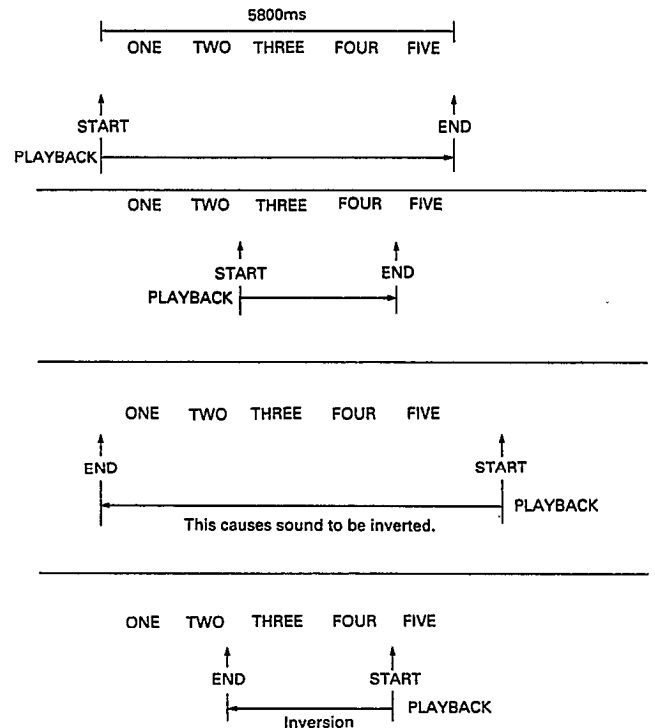 5800ms
ONE TWO THREE FOUR FIVE
START END
PLAYBACK
ONE TWO THREE FOUR FIVE
START END
PLAYBACK
ONE TWO THREE FOUR FIVE
END START
PLAYBACK
This causes sound to be inverted.
ONE TWO THREE FOUR FIVE
END START
PLAYBACK
Inversion